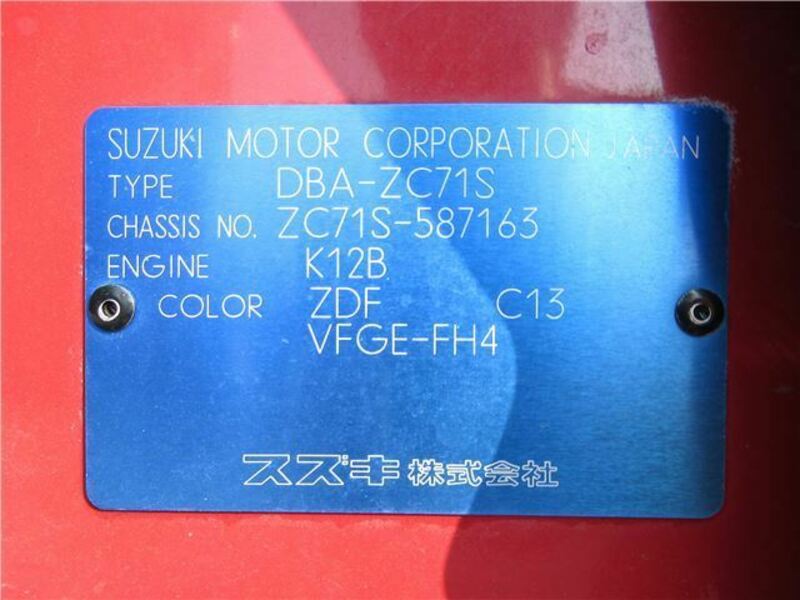 SUZUKI MOTOR CORPORATION JAPAN
TYPE DBA-ZC71S
CHASSIS NO. ZC71S-587163
ENGINE K12B
COLOR ZDF C13
VFGE-FH4
スズキ株式会社